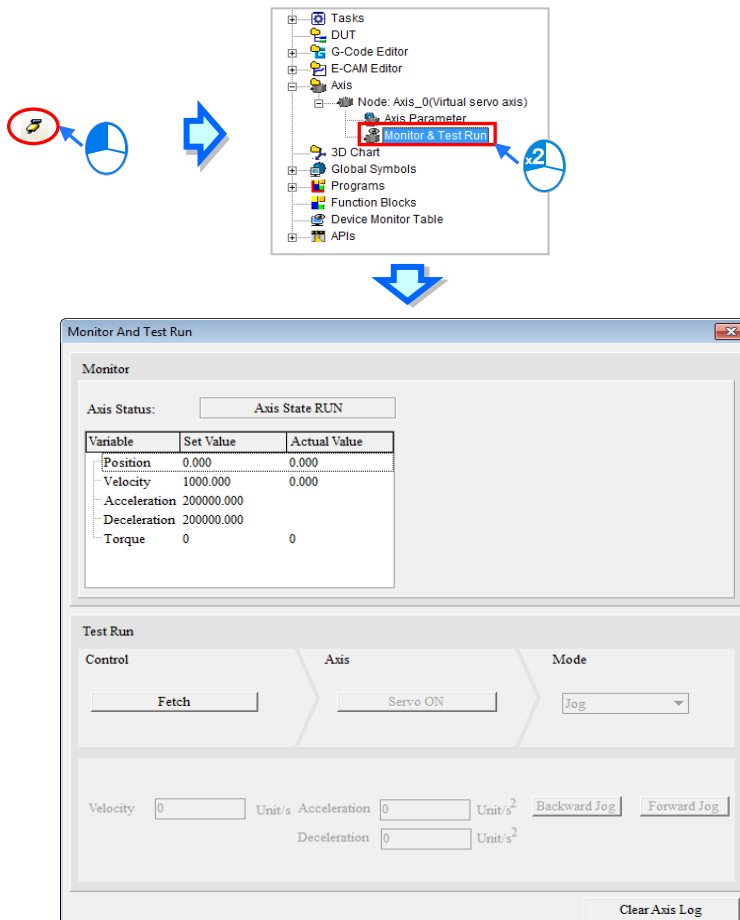 Tasks
DUT
G-Code Editor
E-CAM Editor
Axis
Node: Axis_0(Virtual servo axis)
Axis Parameter
Monitor & Test Run
x2
3D Chart
Global Symbols
Programs
Function Blocks
Device Monitor Table
APIs
Monitor And Test Run
Monitor
Axis Status: Axis State RUN
Variable Set Value Actual Value
Position 0.000 0.000
Velocity 1000.000 0.000
Acceleration 200000.000
Deceleration 200000.000
Torque 0 0
Test Run
Control Axis Mode
Fetch Servo ON Jog
Velocity 0 Unit/s Acceleration 0 Unit/s² Backward Jog Forward Jog
Deceleration 0 Unit/s²
Clear Axis Log